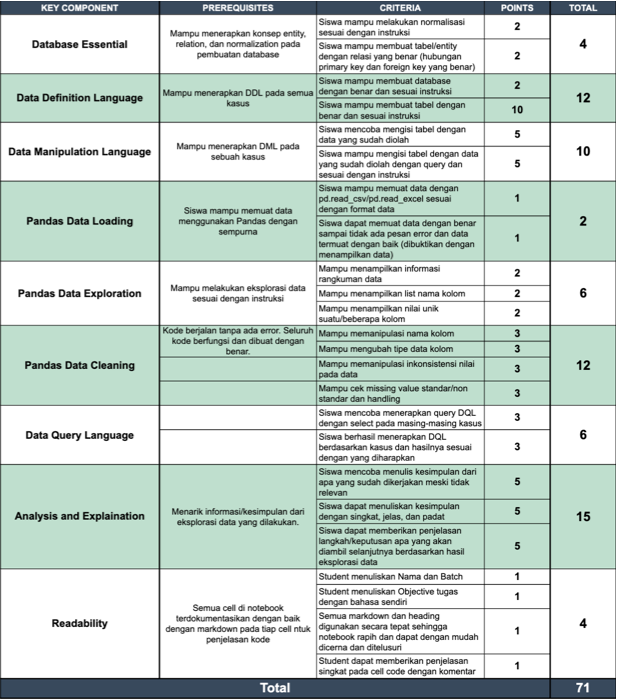 KEY COMPONENT PREREQUISITES CRITERIA POINTS TOTAL
Database Essential
Mampu menerapkan konsep entity,
relation, dan normalization pada
pembuatan database
Siswa mampu melakukan normalisasi
sesuai dengan instruksi
2
Siswa mampu membuat tabel/entity
dengan relasi yang benar (hubungan
primary key dan foreign key yang benar)
2
4
Data Definition Language
Mampu menerapkan DDL pada semua
kasus
Siswa mampu membuat database
dengan benar dan sesuai instruksi
2
Siswa mampu membuat tabel dengan
benar dan sesuai instruksi
10
12
Data Manipulation Language
Mampu menerapkan DML pada
sebuah kasus
Siswa mencoba mengisi tabel dengan
data yang sudah diolah
5
Siswa mampu mengisi tabel dengan data
yang sudah diolah dengan query dan
sesuai dengan instruksi
5
10
Pandas Data Loading
Siswa mampu memuat data
menggunakan Pandas dengan
sempurna
Siswa mampu memuat data dengan
pd.read_csv/pd.read_excel sesuai
dengan format data
1
Siswa dapat memuat data dengan benar
sampai tidak ada pesan error dan data
termuat dengan baik (dibuktikan dengan
menampilkan data)
1
2
Pandas Data Exploration
Mampu melakukan eksplorasi data
sesuai dengan instruksi
Mampu menampilkan informasi
rangkuman data
2
Mampu menampilkan list nama kolom
2
Mampu menampilkan nilai unik
suatu/beberapa kolom
2
6
Pandas Data Cleaning
Kode berjalan tanpa ada error. Seluruh
kode berfungsi dan dibuat dengan
benar.
Mampu memanipulasi nama kolom
3
Mampu mengubah tipe data kolom
3
Mampu memanipulasi inkonsistensi nilai
pada data
3
Mampu cek missing value standar/non
standar dan handling
3
12
Data Query Language
Siswa mencoba menerapkan query DQL
dengan select pada masing-masing kasus
3
Siswa berhasil menerapkan DQL
berdasarkan kasus dan hasilnya sesuai
dengan yang diharapkan
3
6
Analysis and Explaination
Menarik informasi/kesimpulan dari
eksplorasi data yang dilakukan.
Siswa mencoba menulis kesimpulan dari
apa yang sudah dikerjakan meski tidak
relevan
5
Siswa dapat menuliskan kesimpulan
dengan singkat, jelas, dan padat
5
Siswa dapat memberikan penjelasan
langkah/keputusan apa yang akan
diambil selanjutnya berdasarkan hasil
eksplorasi data
5
15
Readability
Semua cell di notebook
terdokumentasikan dengan baik
dengan markdown pada tiap cell ntuk
penjelasan kode
Student menuliskan Nama dan Batch
1
Student menuliskan Objective tugas
dengan bahasa sendiri
1
Semua markdown dan heading
digunakan secara tepat sehingga
notebook rapih dan dapat dengan mudah
dicerna dan ditelusuri
1
Student dapat memberikan penjelasan
singkat pada cell code dengan komentar
1
4
Total 71